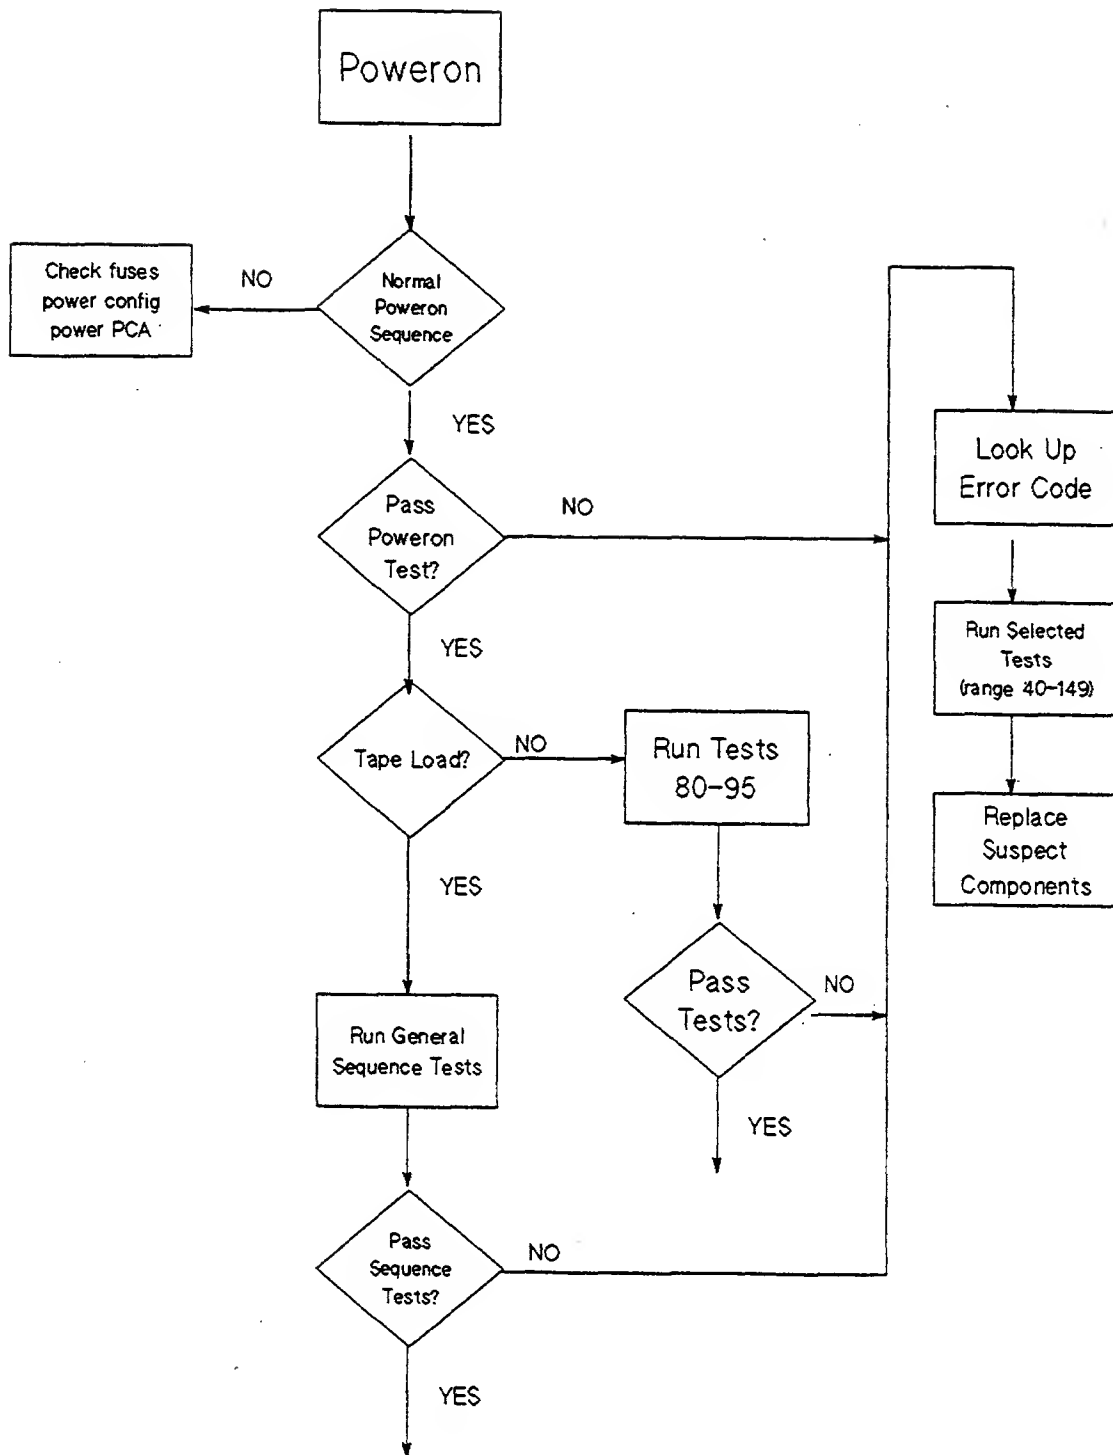 Poweron
Check fuses
power config
power PCA
NO
Normal
Poweron
Sequence
YES
Pass
Poweron
Test?
NO
Look Up
Error Code
YES
Run Selected
Tests
(range 40-149)
Tape Load?
NO
Run Tests
80-95
Replace
Suspect
Components
YES
Pass
Tests?
NO
Run General
Sequence Tests
YES
Pass
Sequence
Tests?
NO
YES